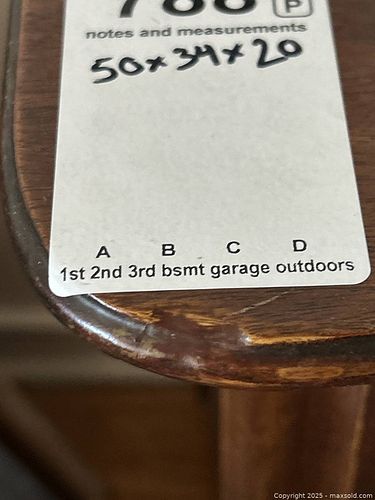 P
notes and measurements
50x34x20
A B C D
1st 2nd 3rd bsmt garage outdoors
Copyright 2025 - maxsold.com